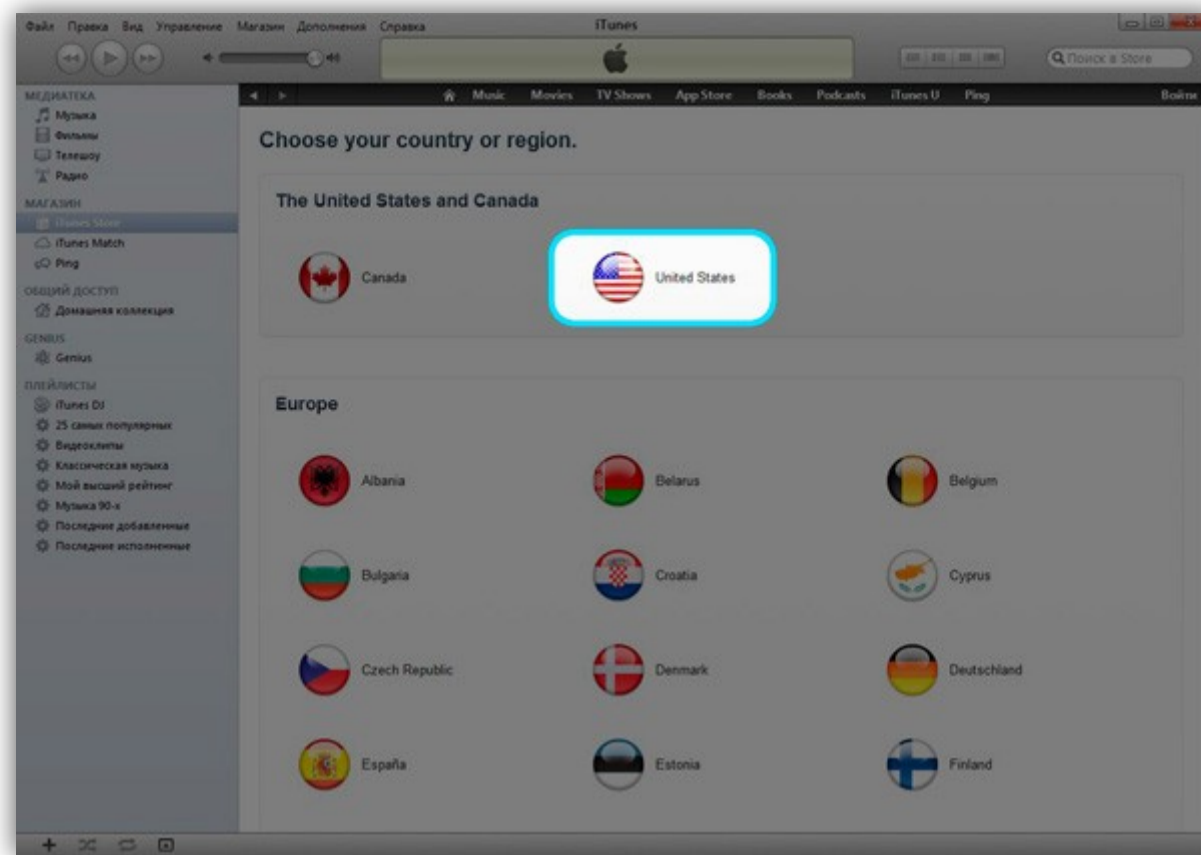 Файл Правка Вид Управление Магазин Дополнения Справка
iTunes
Поиск в Store
МЕДИАТЕКА
Музыка
Фильмы
Телешоу
Радио
МАГАЗИН
iTunes Store
iTunes Match
Ping
ОБЩИЙ ДОСТУП
Домашняя коллекция
GENIUS
Genius
ПЛЕЙЛИСТЫ
iTunes DJ
25 самых популярных
Видеоклипы
Классическая музыка
Мой высший рейтинг
Музыка 90-х
Последние добавленные
Последние исполненные
Music Movies TV Shows App Store Books Podcasts iTunes U Ping Войти
Choose your country or region.
The United States and Canada
Canada United States
Europe
Albania Belarus Belgium
Bulgaria Croatia Cyprus
Czech Republic Denmark Deutschland
España Estonia Finland